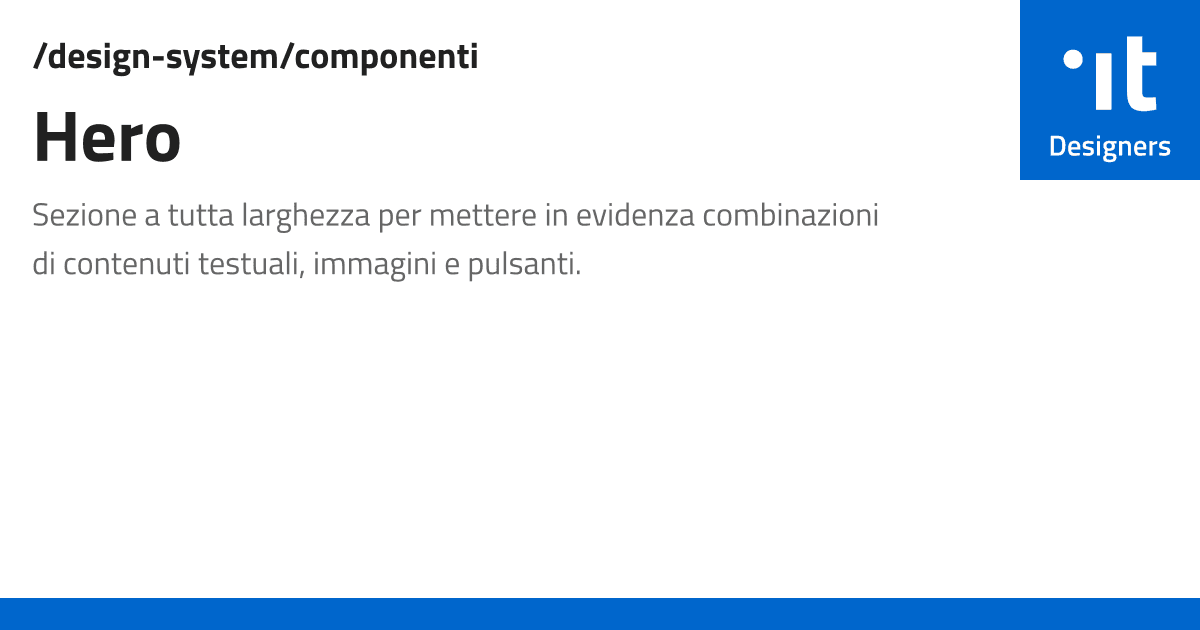 /design-system/componenti
Hero
Sezione a tutta larghezza per mettere in evidenza combinazioni
di contenuti testuali, immagini e pulsanti.
it
Designers